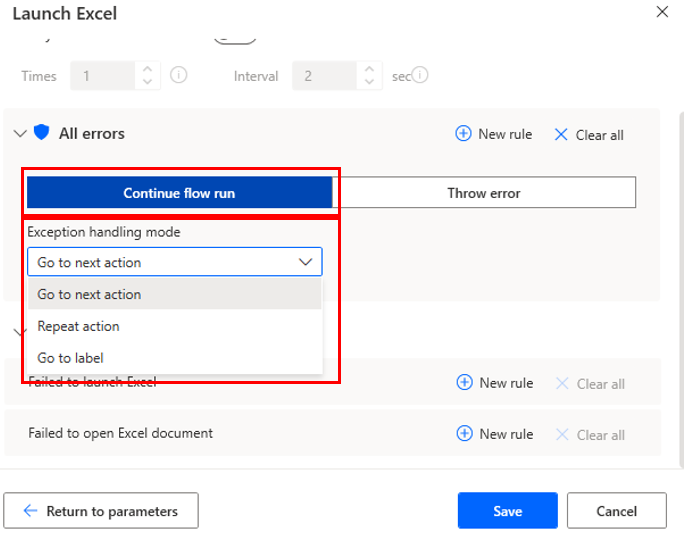 Launch Excel
Times 1 Interval 2 sec
All errors New rule Clear all
Continue flow run Throw error
Exception handling mode
Go to next action
Go to next action
Repeat action
Go to label
Failed to launch Excel New rule Clear all
Failed to open Excel document New rule Clear all
Return to parameters Save Cancel